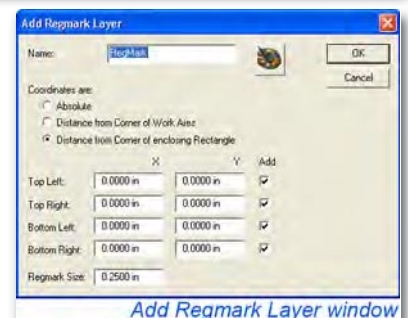 Add Regmark Layer
Name: RegMark OK
Cancel
Coordinates are:
Absolute
Distance from Corner of Work Area
Distance from Corner of enclosing Rectangle
X Y Add
Top Left: 0.0000 in 0.0000 in
Top Right: 0.0000 in 0.0000 in
Bottom Left: 0.0000 in 0.0000 in
Bottom Right: 0.0000 in 0.0000 in
Regmark Size: 0.2500 in
Add Regmark Layer window